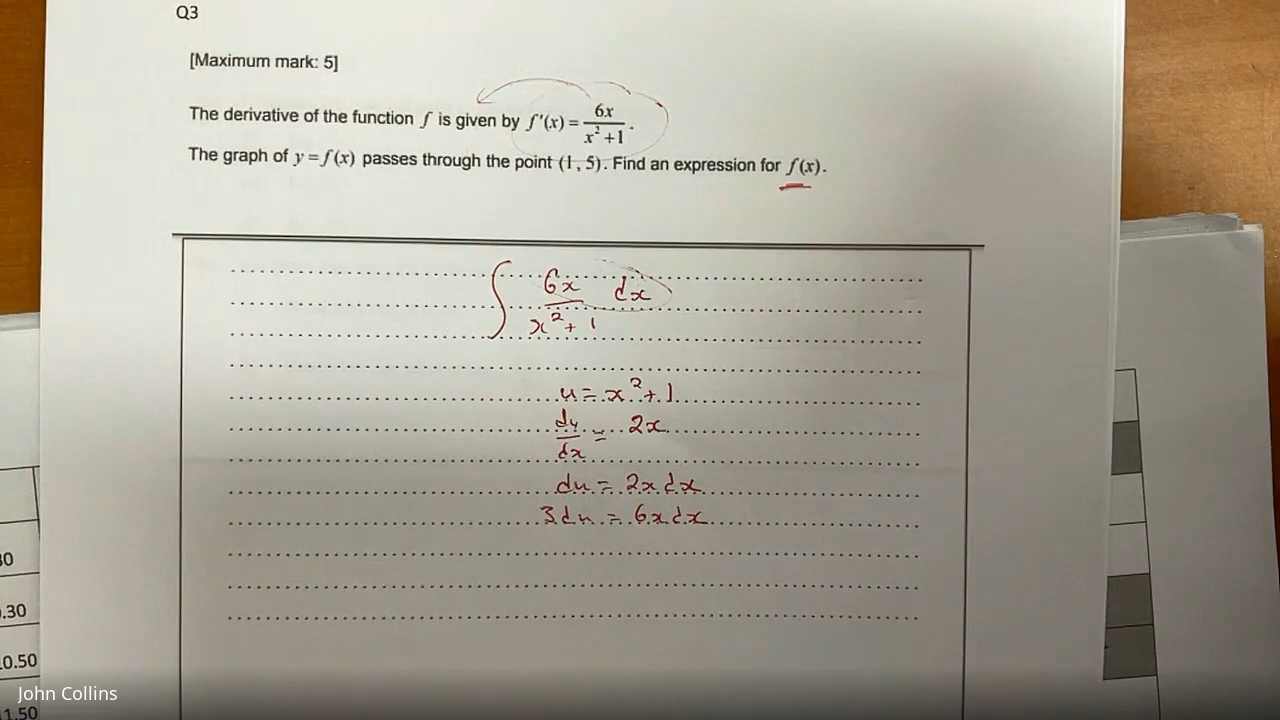 Q3
[Maximum mark: 5]
The derivative of the function f is given by f'(x) = 6x / (x² + 1).
The graph of y = f(x) passes through the point (1, 5). Find an expression for f(x).
∫ 6x / (x² + 1) dx
u = x² + 1
du/dx = 2x
du = 2x dx
3 du = 6x dx
.30
0.50
1.50
John Collins